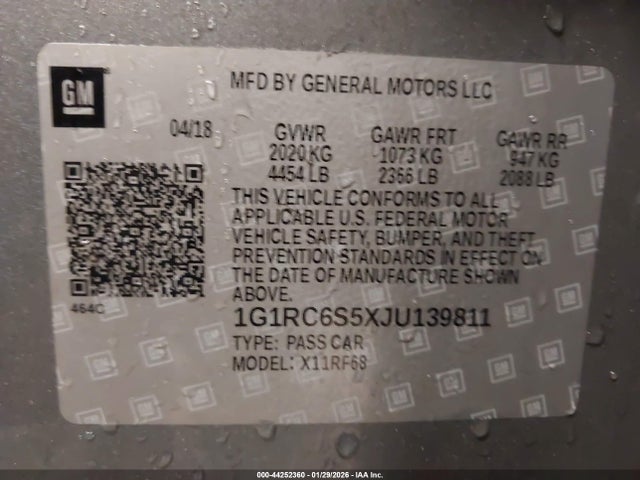 GM
MFD BY GENERAL MOTORS LLC
04/18 GVWR GAWR FRT GAWR RR
2020 KG 1073 KG 947 KG
4454 LB 2366 LB 2088 LB
THIS VEHICLE CONFORMS TO ALL
APPLICABLE U.S. FEDERAL MOTOR
VEHICLE SAFETY, BUMPER, AND THEFT
PREVENTION STANDARDS IN EFFECT ON
THE DATE OF MANUFACTURE SHOWN
ABOVE.
464C
1G1RC6S5XJU139811
TYPE: PASS CAR
MODEL: X11RF68
000-44252360 - 01/29/2026 - IAA Inc.